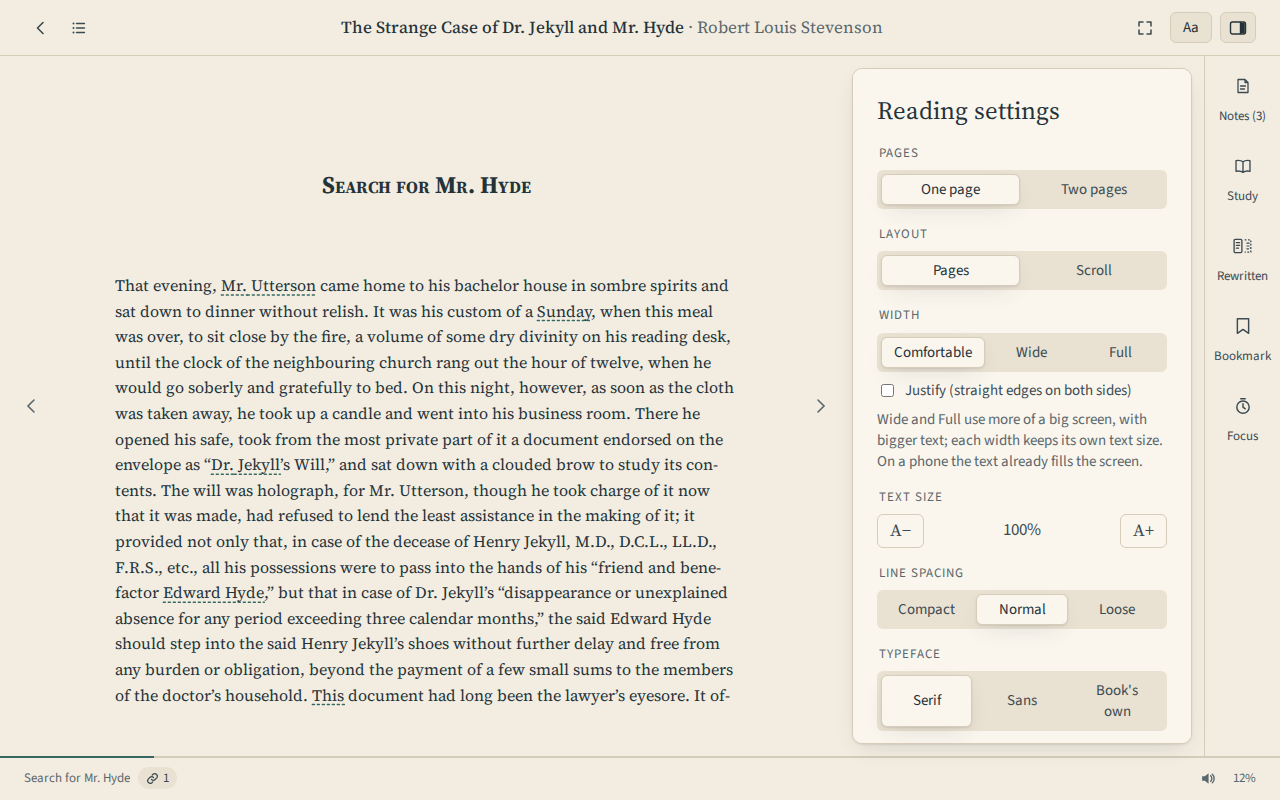 The Strange Case of Dr. Jekyll and Mr. Hyde · Robert Louis Stevenson
Aa
Search for Mr. Hyde
That evening, Mr. Utterson came home to his bachelor house in sombre spirits and
sat down to dinner without relish. It was his custom of a Sunday, when this meal
was over, to sit close by the fire, a volume of some dry divinity on his reading desk,
until the clock of the neighbouring church rang out the hour of twelve, when he
would go soberly and gratefully to bed. On this night, however, as soon as the cloth
was taken away, he took up a candle and went into his business room. There he
opened his safe, took from the most private part of it a document endorsed on the
envelope as “Dr. Jekyll’s Will,” and sat down with a clouded brow to study its con-
tents. The will was holograph, for Mr. Utterson, though he took charge of it now
that it was made, had refused to lend the least assistance in the making of it; it
provided not only that, in case of the decease of Henry Jekyll, M.D., D.C.L., LL.D.,
F.R.S., etc., all his possessions were to pass into the hands of his “friend and bene-
factor Edward Hyde,” but that in case of Dr. Jekyll’s “disappearance or unexplained
absence for any period exceeding three calendar months,” the said Edward Hyde
should step into the said Henry Jekyll’s shoes without further delay and free from
any burden or obligation, beyond the payment of a few small sums to the members
of the doctor’s household. This document had long been the lawyer’s eyesore. It of-
Reading settings
PAGES
One page Two pages
LAYOUT
Pages Scroll
WIDTH
Comfortable Wide Full
Justify (straight edges on both sides)
Wide and Full use more of a big screen, with
bigger text; each width keeps its own text size.
On a phone the text already fills the screen.
TEXT SIZE
A− 100% A+
LINE SPACING
Compact Normal Loose
TYPEFACE
Serif Sans Book's own
Notes (3)
Study
Rewritten
Bookmark
Focus
Search for Mr. Hyde 1
12%